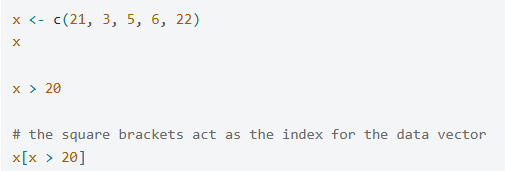 x <- c(21, 3, 5, 6, 22)
x
x > 20
# the square brackets act as the index for the data vector
x[x > 20]